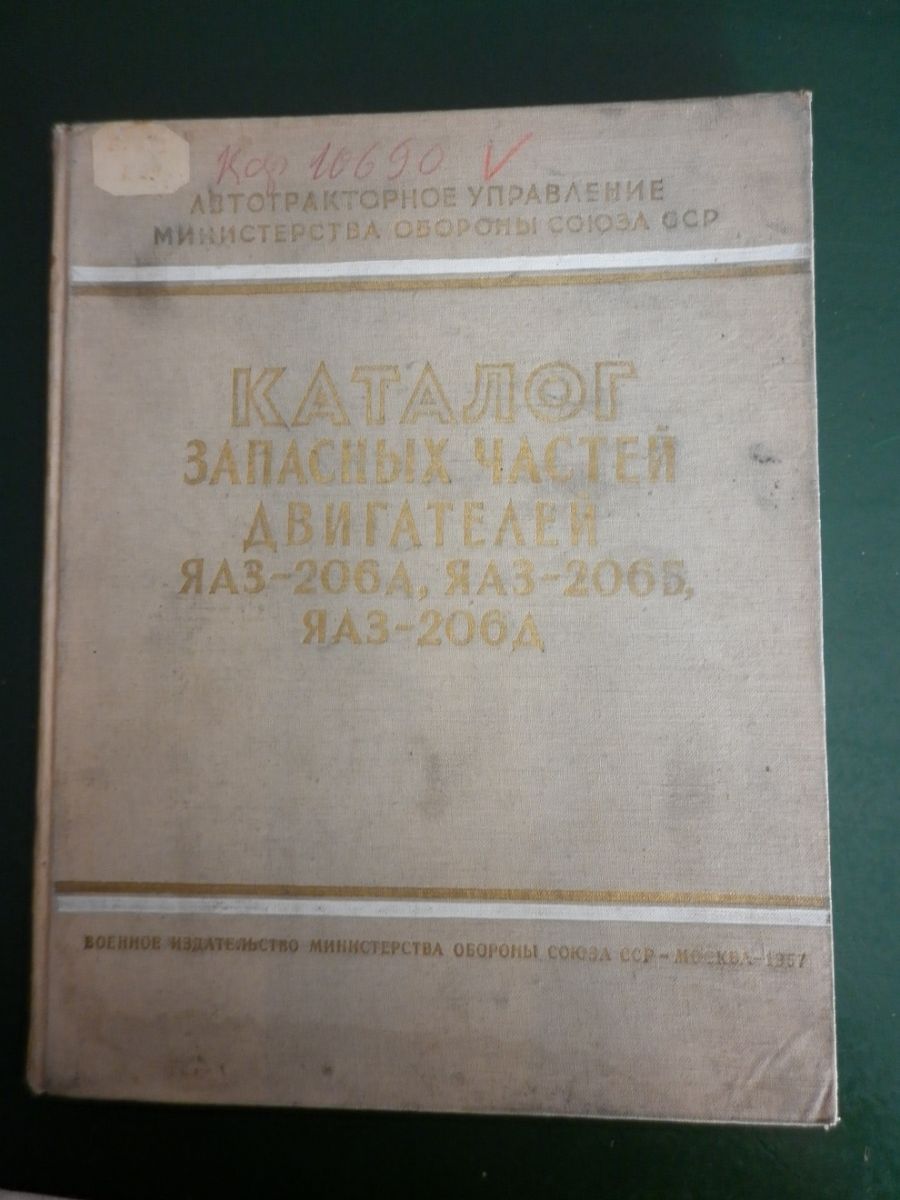 Кар 10690 V
АВТОТРАКТОРНОЕ УПРАВЛЕНИЕ
МИНИСТЕРСТВА ОБОРОНЫ СОЮЗА ССР
КАТАЛОГ
ЗАПАСНЫХ ЧАСТЕЙ
ДВИГАТЕЛЕЙ
ЯАЗ-206А, ЯАЗ-206Б,
ЯАЗ-206Д
ВОЕННОЕ ИЗДАТЕЛЬСТВО МИНИСТЕРСТВА ОБОРОНЫ СОЮЗА ССР - МОСКВА - 1957